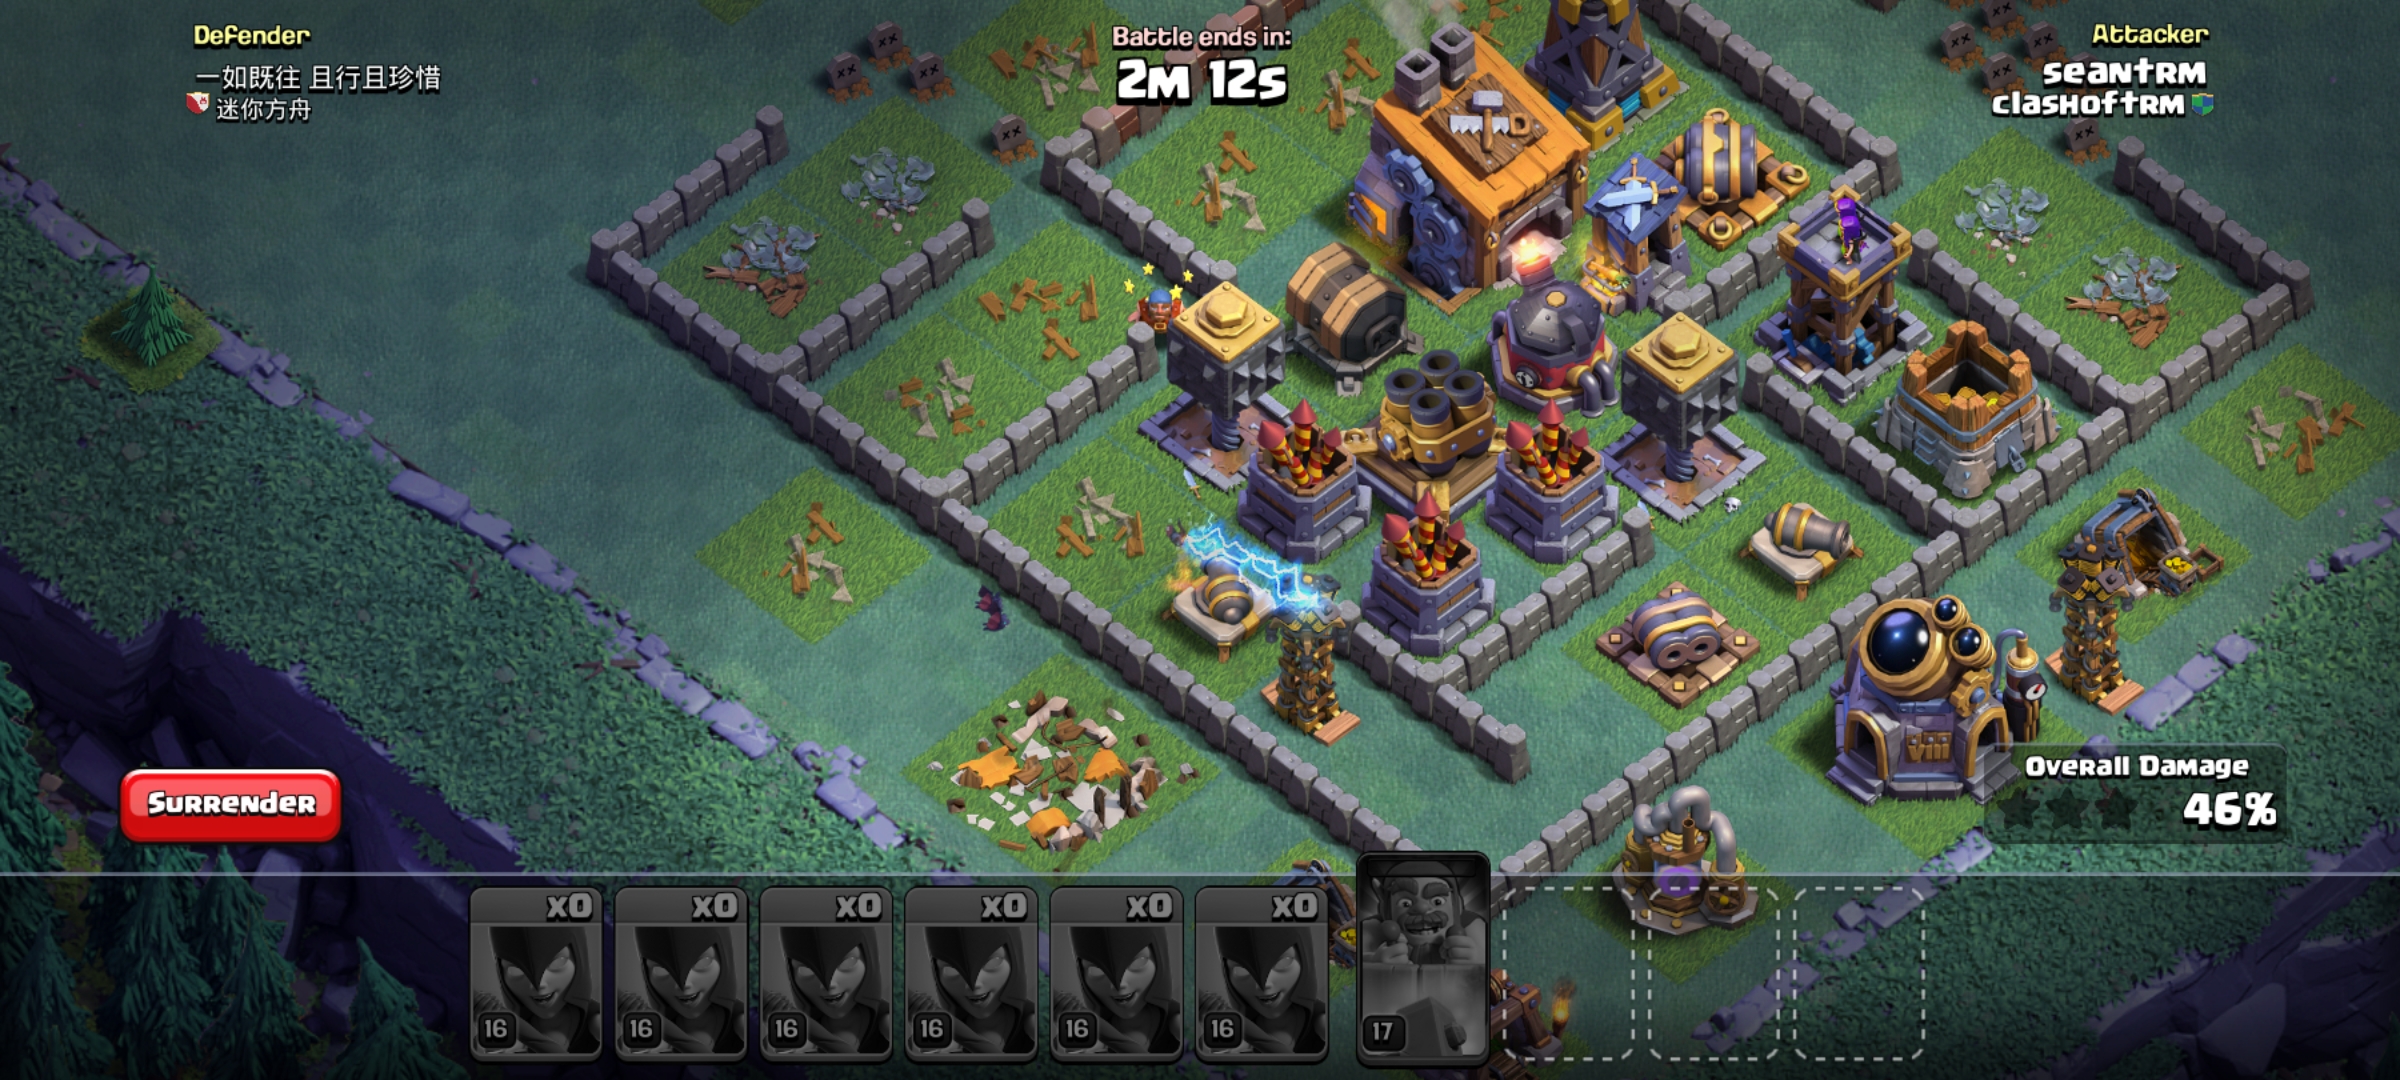 Defender
一如既往 且行且珍惜
迷你方舟
Battle ends in:
2M 12S
Attacker
seantRM
clashoftRM
VIII
Surrender
Overall Damage
46%
x0 x0 x0 x0 x0 x0
16 16 16 16 16 16 17